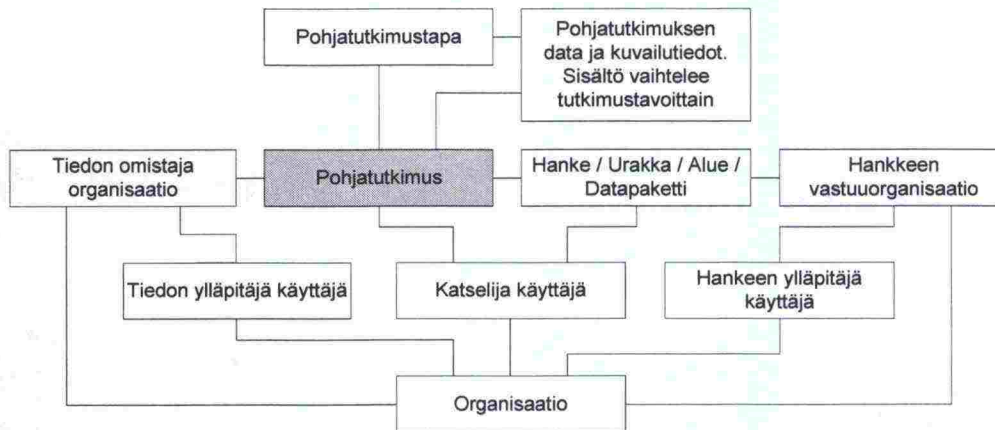 Pohjatutkimustapa
Pohjatutkimuksen
data ja kuvailutiedot.
Sisältö vaihtelee
tutkimustavoittain
Tiedon omistaja
organisaatio
Pohjatutkimus
Hanke / Urakka / Alue /
Datapaketti
Hankkeen
vastuuorganisaatio
Tiedon ylläpitäjä käyttäjä
Katselija käyttäjä
Hankeen ylläpitäjä
käyttäjä
Organisaatio